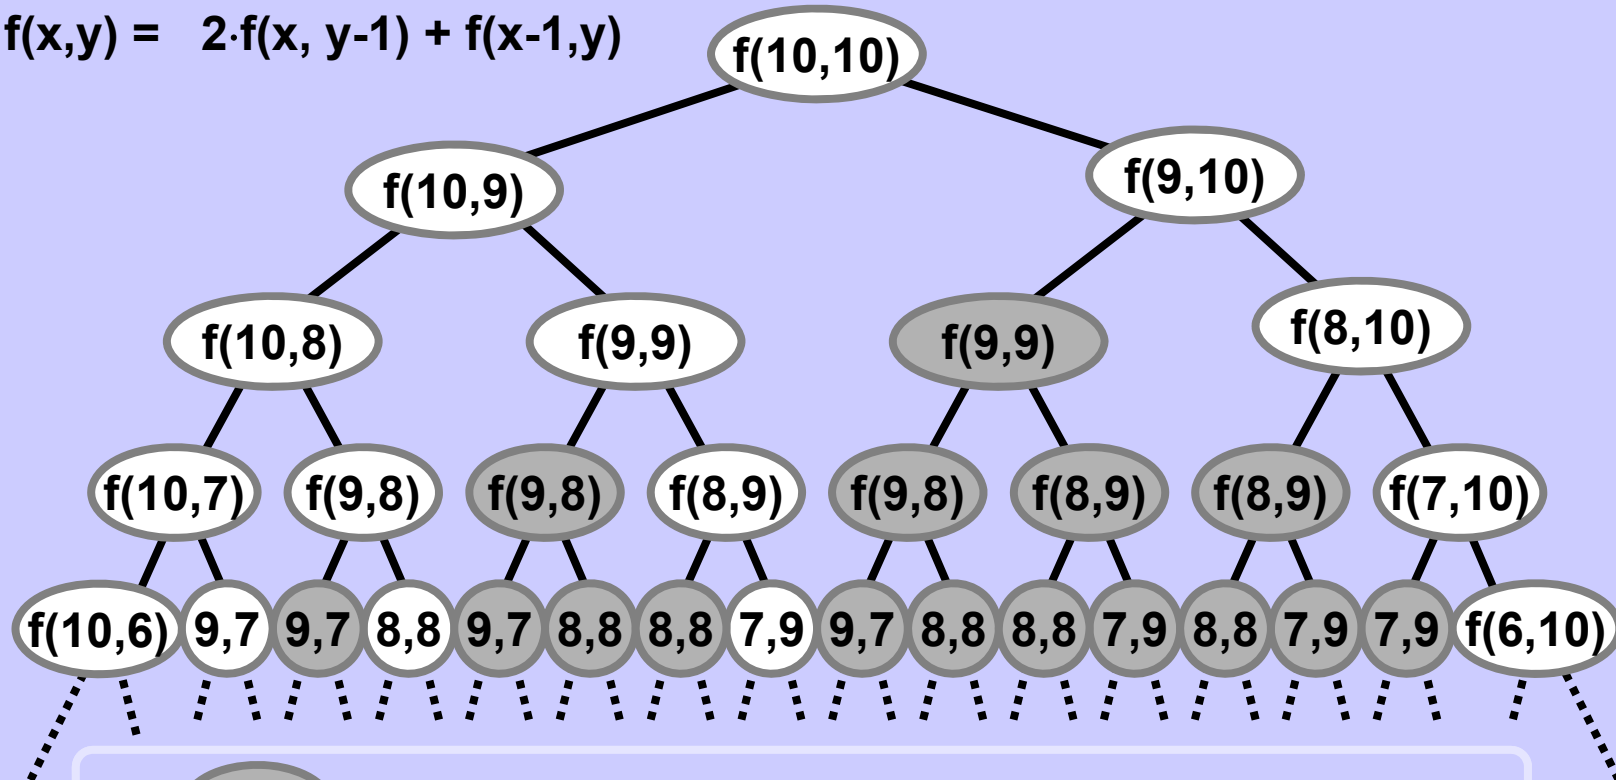 f(x,y) = 2·f(x, y-1) + f(x-1,y)
f(10,10)
f(10,9)
f(9,10)
f(10,8)
f(9,9)
f(9,9)
f(8,10)
f(10,7)
f(9,8)
f(9,8)
f(8,9)
f(9,8)
f(8,9)
f(8,9)
f(7,10)
f(10,6)
9,7
9,7
8,8
9,7
8,8
8,8
7,9
9,7
8,8
8,8
7,9
8,8
7,9
7,9
f(6,10)